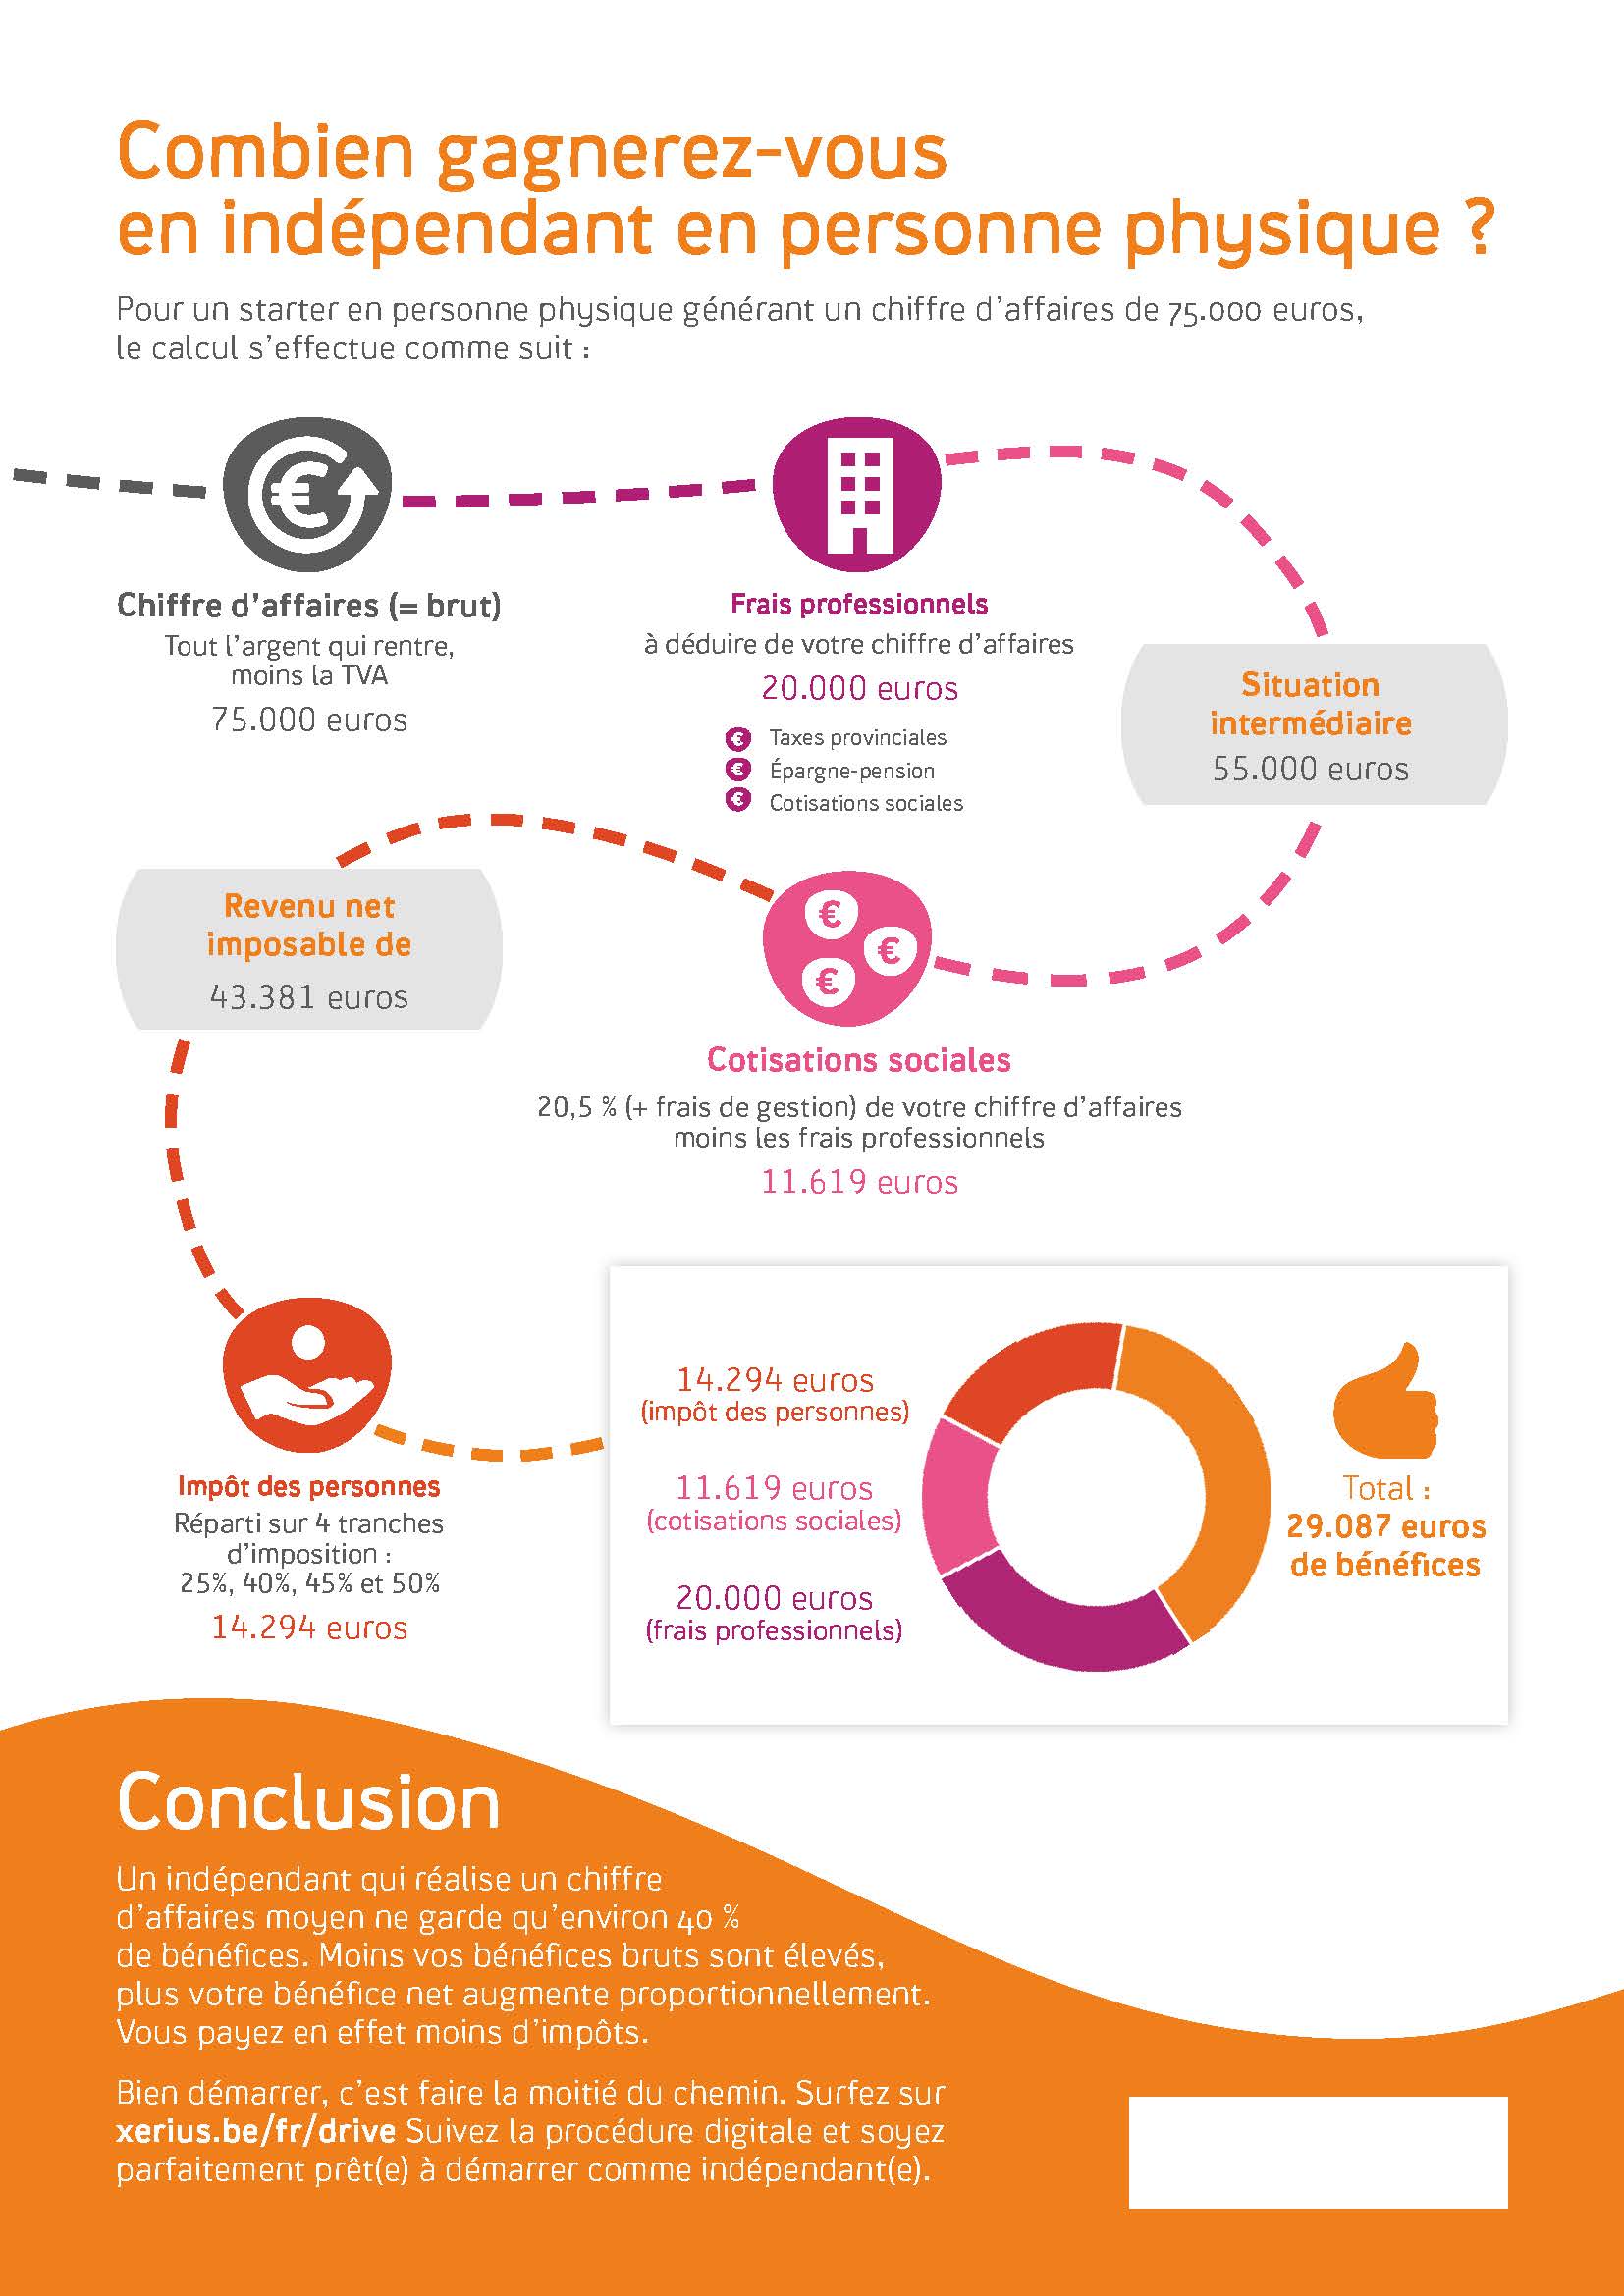 Combien gagnerez-vous
en indépendant en personne physique ?
Pour un starter en personne physique générant un chiffre d'affaires de 75.000 euros,
le calcul s'effectue comme suit :
Chiffre d'affaires (= brut)
Tout l'argent qui rentre,
moins la TVA
75.000 euros
Frais professionnels
à déduire de votre chiffre d'affaires
20.000 euros
€ Taxes provinciales
€ Épargne-pension
€ Cotisations sociales
Situation
intermédiaire
55.000 euros
Cotisations sociales
20,5 % (+ frais de gestion) de votre chiffre d'affaires
moins les frais professionnels
11.619 euros
Revenu net
imposable de
43.381 euros
Impôt des personnes
Réparti sur 4 tranches
d'imposition :
25%, 40%, 45% et 50%
14.294 euros
14.294 euros
(impôt des personnes)
11.619 euros
(cotisations sociales)
20.000 euros
(frais professionnels)
Total :
29.087 euros
de bénéfices
Conclusion
Un indépendant qui réalise un chiffre
d'affaires moyen ne garde qu'environ 40 %
de bénéfices. Moins vos bénéfices bruts sont élevés,
plus votre bénéfice net augmente proportionnellement.
Vous payez en effet moins d'impôts.
Bien démarrer, c'est faire la moitié du chemin. Surfez sur
xerius.be/fr/drive Suivez la procédure digitale et soyez
parfaitement prêt(e) à démarrer comme indépendant(e).